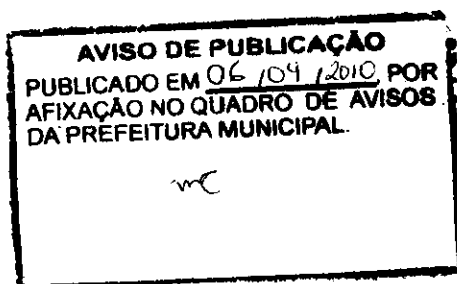 AVISO DE PUBLICAÇÃO
PUBLICADO EM 06/04/2010, POR
AFIXAÇÃO NO QUADRO DE AVISOS
DA PREFEITURA MUNICIPAL.